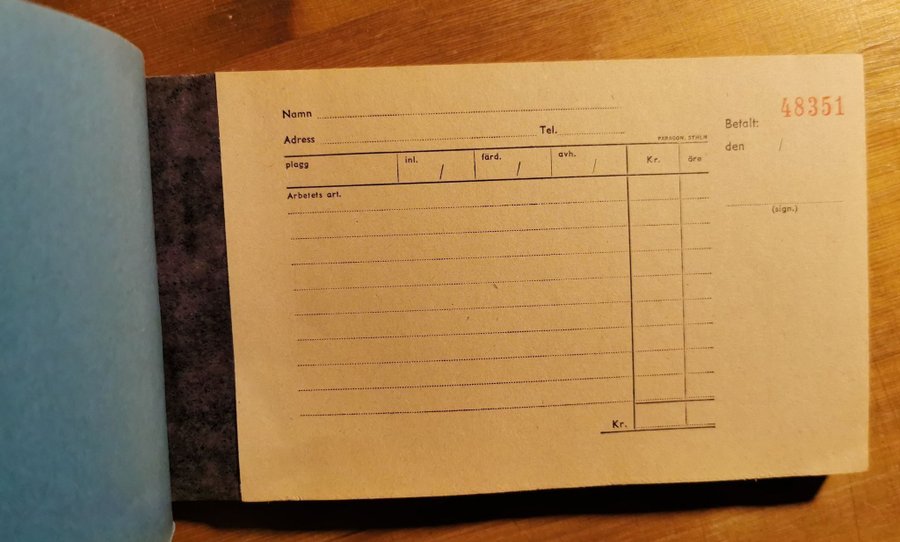 48351
Namn
Betalt:
Adress Tel.
PERSSON, STHLM
den /
plagg inl. / färd. / avh. / Kr. öre
Arbetets art.
(sign.)
Kr.